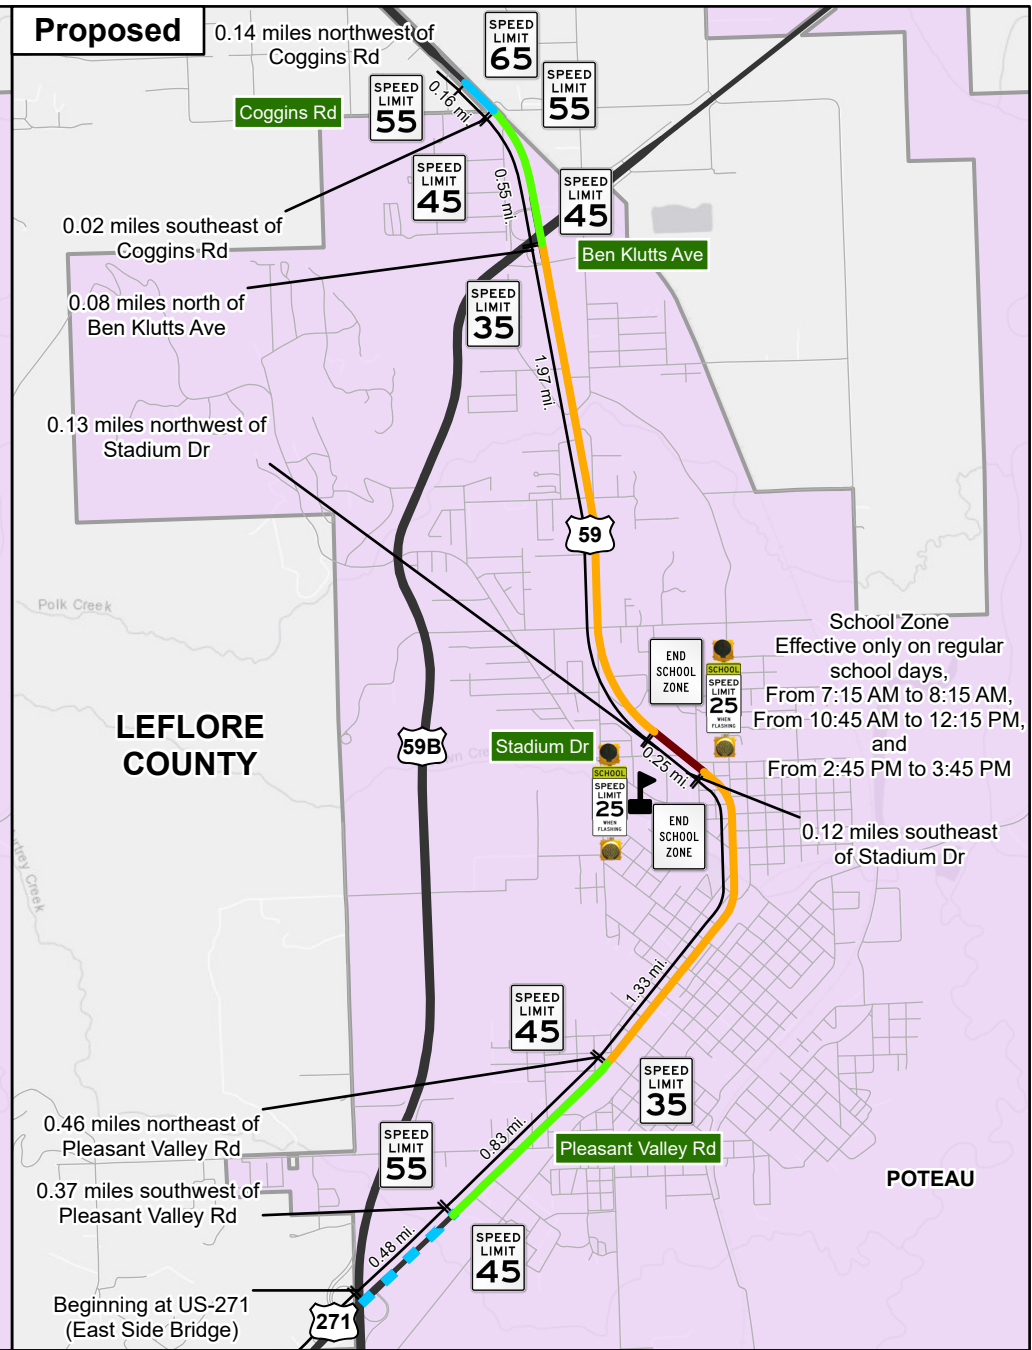 Proposed
0.14 miles northwest of
Coggins Rd
SPEED
LIMIT
65
SPEED
LIMIT
55
SPEED
LIMIT
55
0.16 mi.
Coggins Rd
SPEED
LIMIT
45
0.55 mi.
SPEED
LIMIT
45
0.02 miles southeast of
Coggins Rd
Ben Klutts Ave
0.08 miles north of
Ben Klutts Ave
SPEED
LIMIT
35
1.97 mi.
0.13 miles northwest of
Stadium Dr
59
Polk Creek
School Zone
Effective only on regular
school days,
From 7:15 AM to 8:15 AM,
From 10:45 AM to 12:15 PM,
and
From 2:45 PM to 3:45 PM
END
SCHOOL
ZONE
SCHOOL
SPEED
LIMIT
25
WHEN
FLASHING
LEFLORE
COUNTY
59B
Stadium Dr
0.25 mi.
SCHOOL
SPEED
LIMIT
25
WHEN
FLASHING
END
SCHOOL
ZONE
0.12 miles southeast
of Stadium Dr
Creek
1.33 mi.
SPEED
LIMIT
45
SPEED
LIMIT
35
0.46 miles northeast of
Pleasant Valley Rd
SPEED
LIMIT
55
0.83 mi.
Pleasant Valley Rd
POTEAU
0.37 miles southwest of
Pleasant Valley Rd
0.48 mi.
SPEED
LIMIT
45
Beginning at US-271
(East Side Bridge)
271